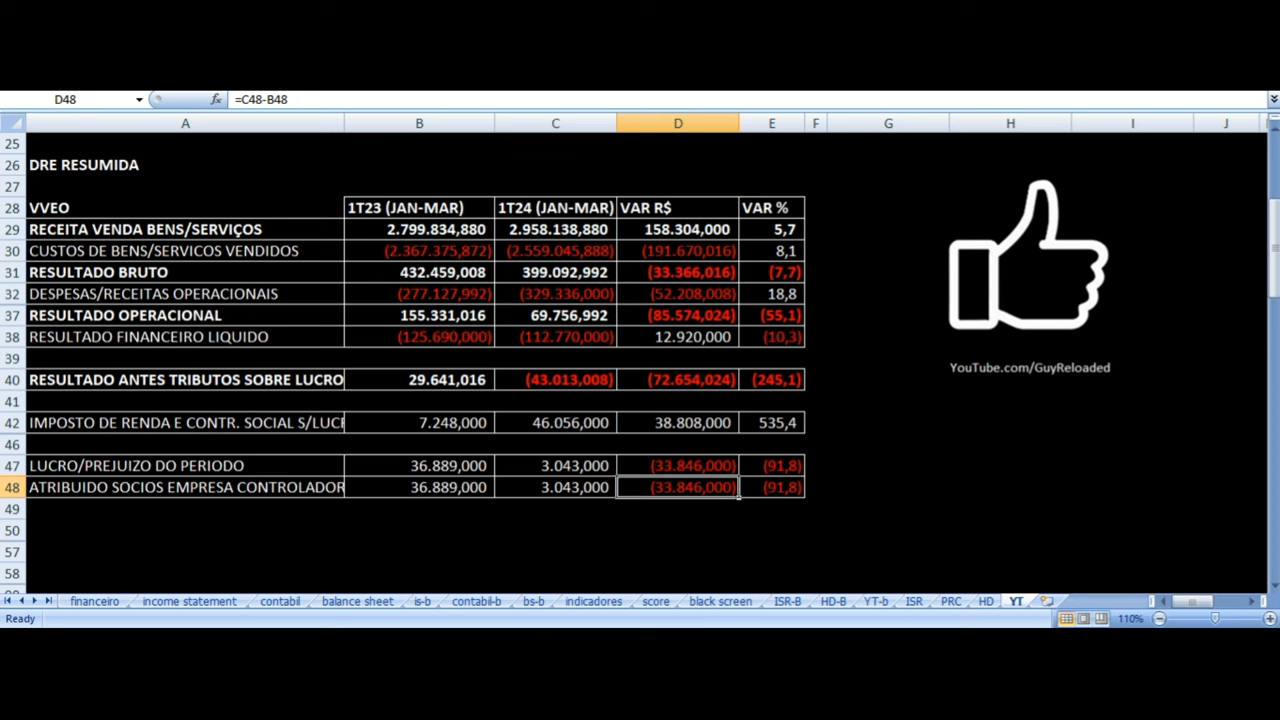 D48 fx =C48-B48
A B C D E F G H I J
25
26 DRE RESUMIDA
27
28 VVEO 1T23 (JAN-MAR) 1T24 (JAN-MAR) VAR R$ VAR %
29 RECEITA VENDA BENS/SERVIÇOS 2.799.834,880 2.958.138,880 158.304,000 5,7
30 CUSTOS DE BENS/SERVICOS VENDIDOS (2.367.375,872) (2.559.045,888) (191.670,016) 8,1
31 RESULTADO BRUTO 432.459,008 399.092,992 (33.366,016) (7,7)
32 DESPESAS/RECEITAS OPERACIONAIS (277.127,992) (329.336,000) (52.208,008) 18,8
37 RESULTADO OPERACIONAL 155.331,016 69.756,992 (85.574,024) (55,1)
38 RESULTADO FINANCEIRO LIQUIDO (125.690,000) (112.770,000) 12.920,000 (10,3)
39
40 RESULTADO ANTES TRIBUTOS SOBRE LUCRO 29.641,016 (43.013,008) (72.654,024) (245,1)
41
42 IMPOSTO DE RENDA E CONTR. SOCIAL S/LUCR 7.248,000 46.056,000 38.808,000 535,4
46
47 LUCRO/PREJUIZO DO PERIODO 36.889,000 3.043,000 (33.846,000) (91,8)
48 ATRIBUIDO SOCIOS EMPRESA CONTROLADOR 36.889,000 3.043,000 (33.846,000) (91,8)
49
50
57
58
YouTube.com/GuyReloaded
financeiro income statement contabil balance sheet is-b contabil-b bs-b indicadores score black screen ISR-B HD-B YT-b ISR PRC HD YT
Ready 110%